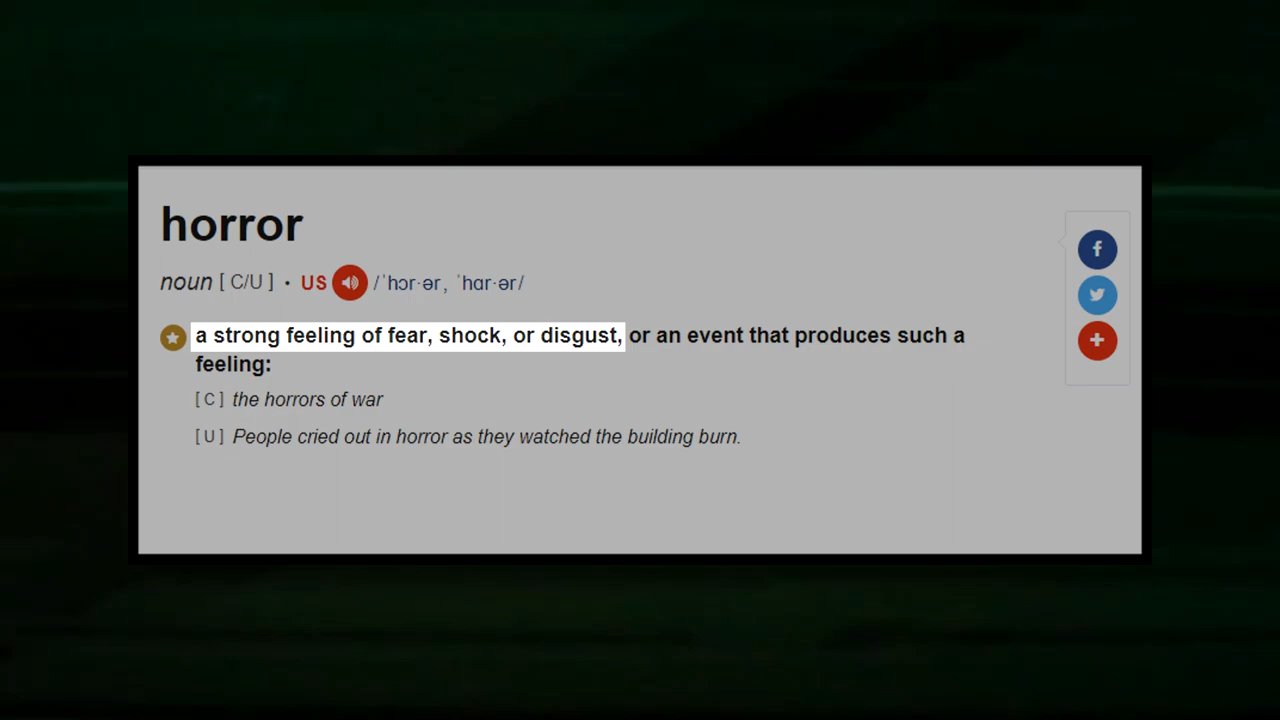 horror
noun [ C/U ] · US /ˈhɔr·ər, ˈhɑr·ər/
a strong feeling of fear, shock, or disgust, or an event that produces such a
feeling:
[ C ] the horrors of war
[ U ] People cried out in horror as they watched the building burn.